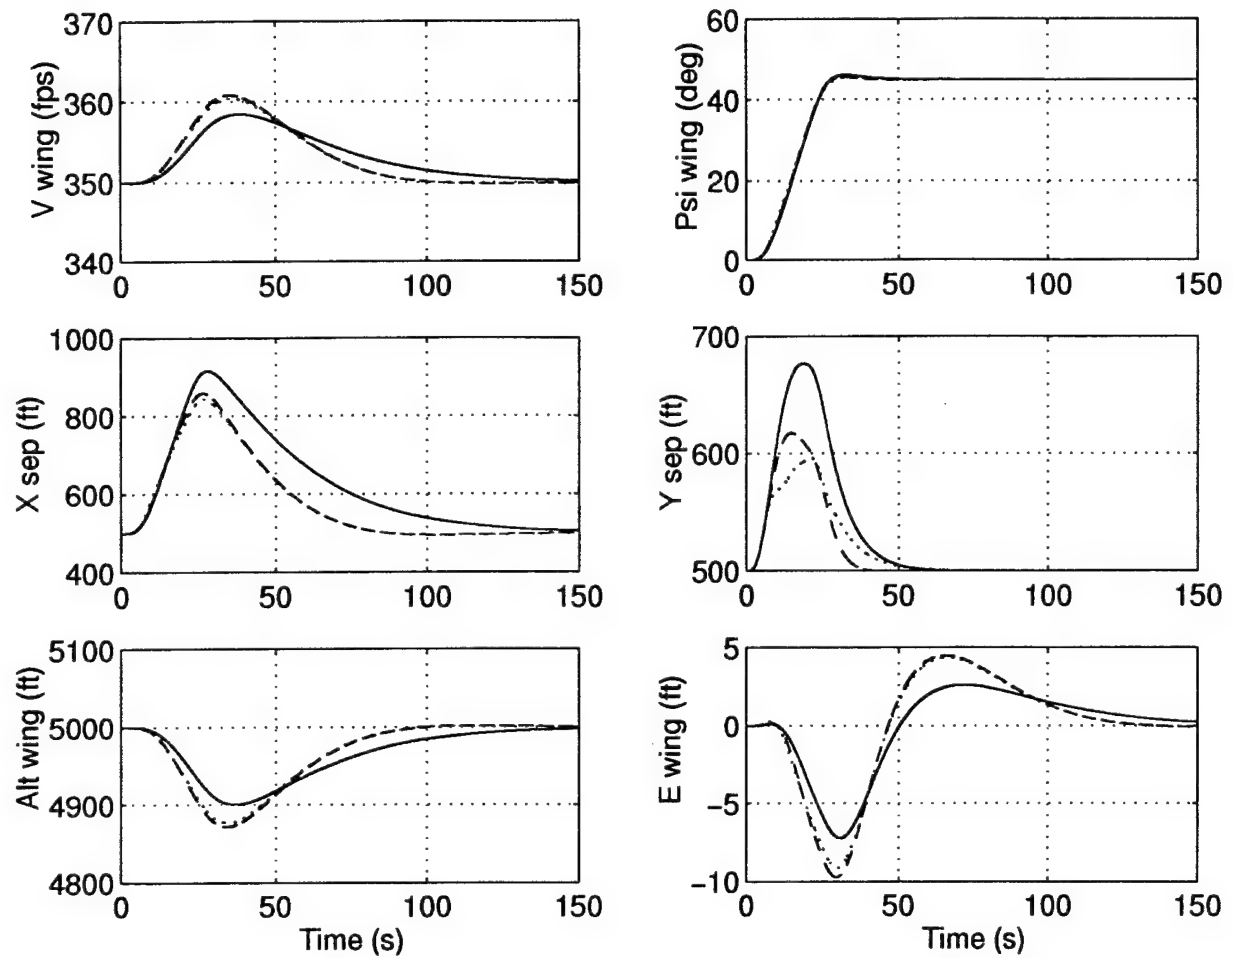 370
360
350
340
V wing (fps)
0 50 100 150
60
40
20
0
Psi wing (deg)
0 50 100 150
1000
800
600
400
X sep (ft)
0 50 100 150
700
600
500
Y sep (ft)
0 50 100 150
5100
5000
4900
4800
Alt wing (ft)
0 50 100 150
Time (s)
5
0
−5
−10
E wing (ft)
0 50 100 150
Time (s)